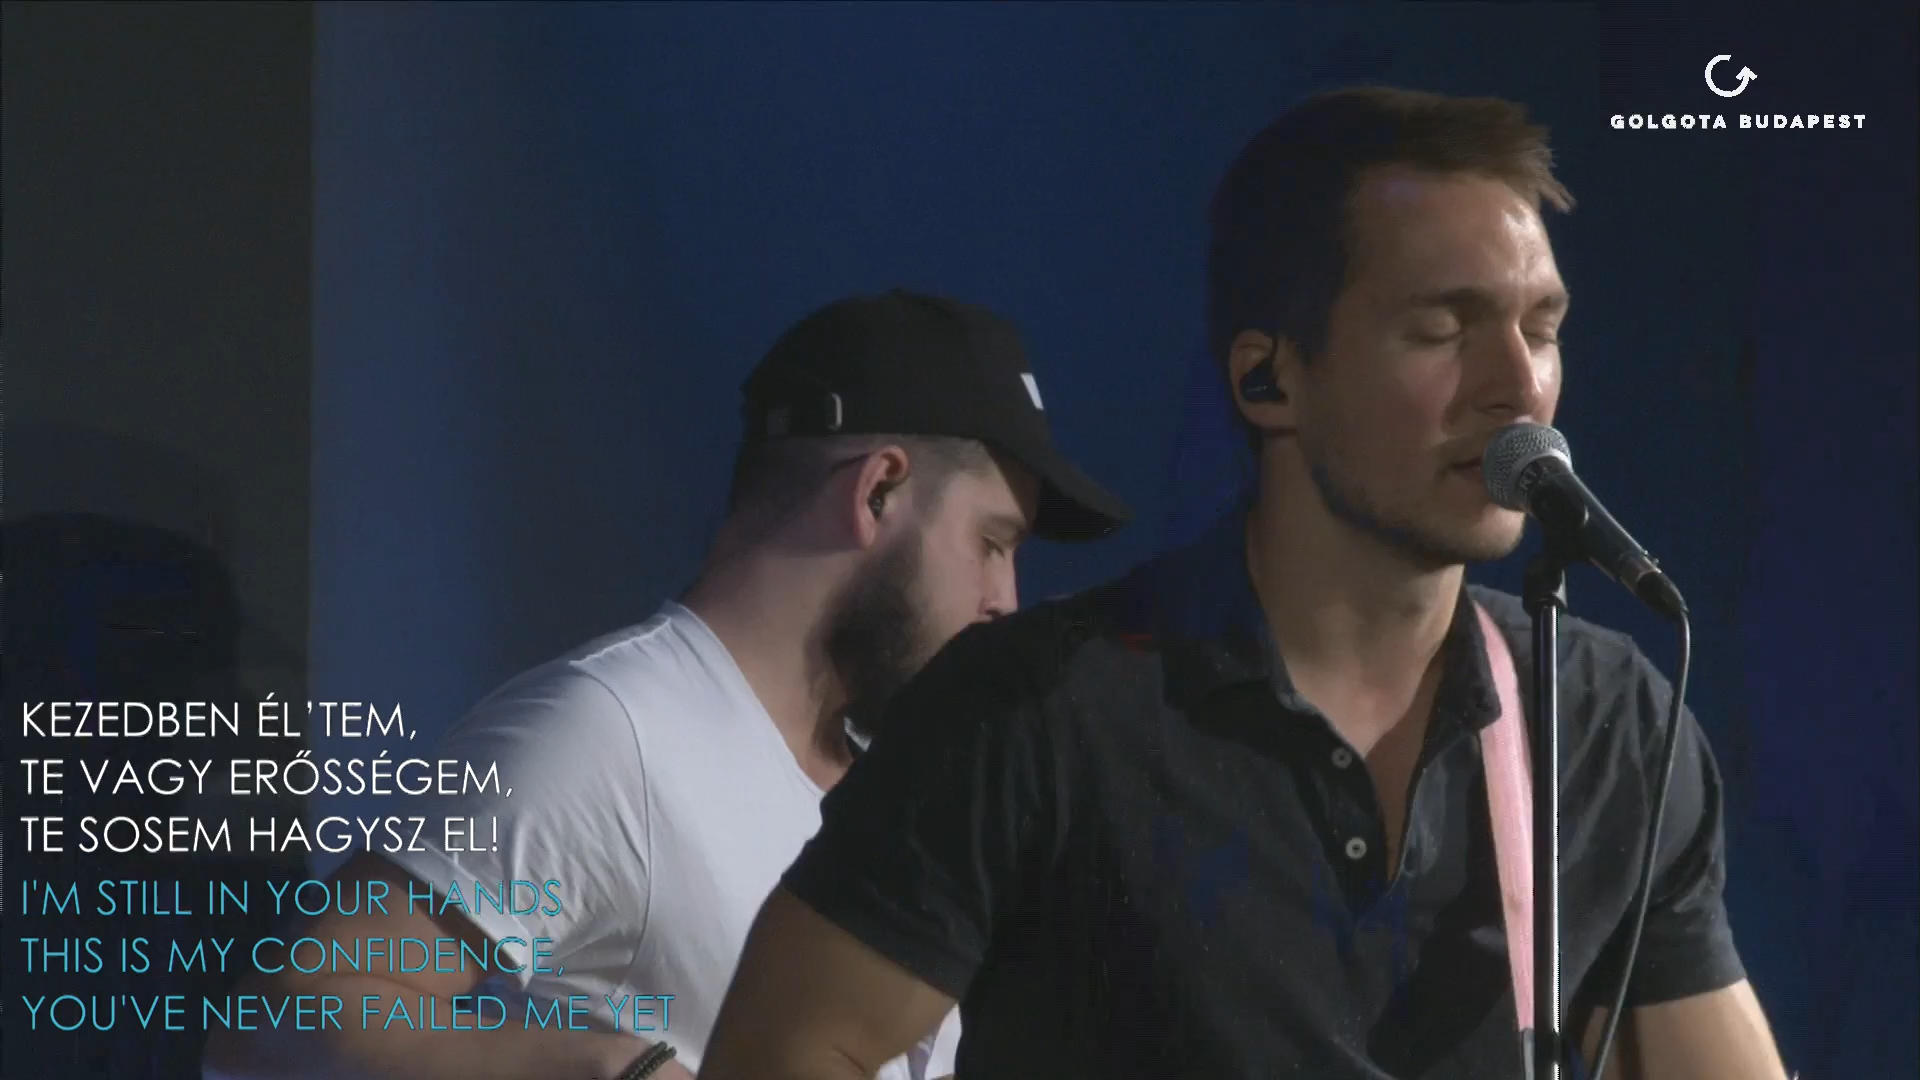 GOLGOTA BUDAPEST
KEZEDBEN ÉL'TEM,
TE VAGY ERŐSSÉGEM,
TE SOSEM HAGYSZ EL!
I'M STILL IN YOUR HANDS
THIS IS MY CONFIDENCE,
YOU'VE NEVER FAILED ME YET